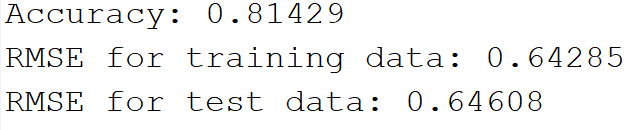 Accuracy: 0.81429
RMSE for training data: 0.64285
RMSE for test data: 0.64608